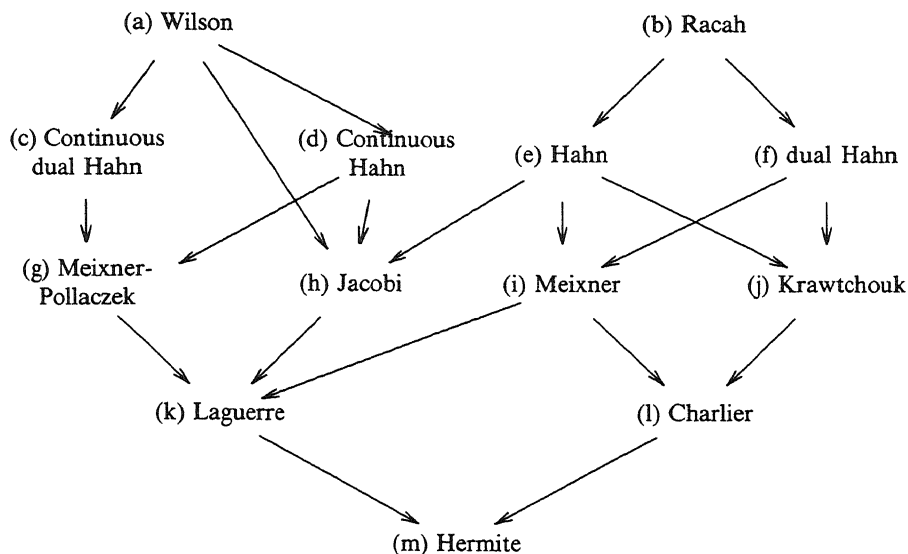 (a) Wilson
(b) Racah
(c) Continuous
dual Hahn
(d) Continuous
Hahn
(e) Hahn
(f) dual Hahn
(g) Meixner-
Pollaczek
(h) Jacobi
(i) Meixner
(j) Krawtchouk
(k) Laguerre
(l) Charlier
(m) Hermite